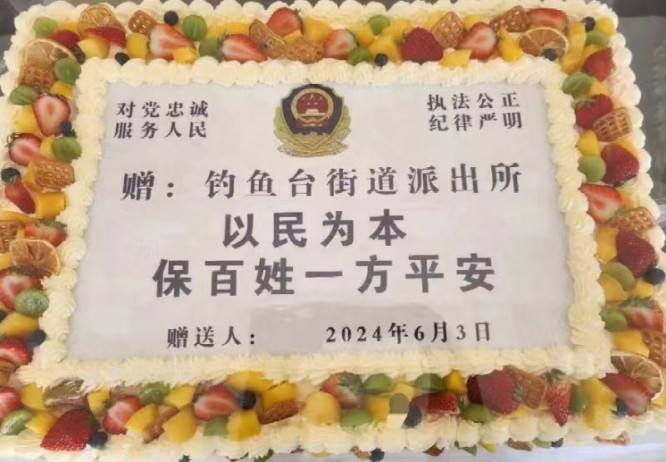 对党忠诚
服务人民
执法公正
纪律严明
赠：钓鱼台街道派出所
以民为本
保百姓一方平安
赠送人：
2024年6月3日